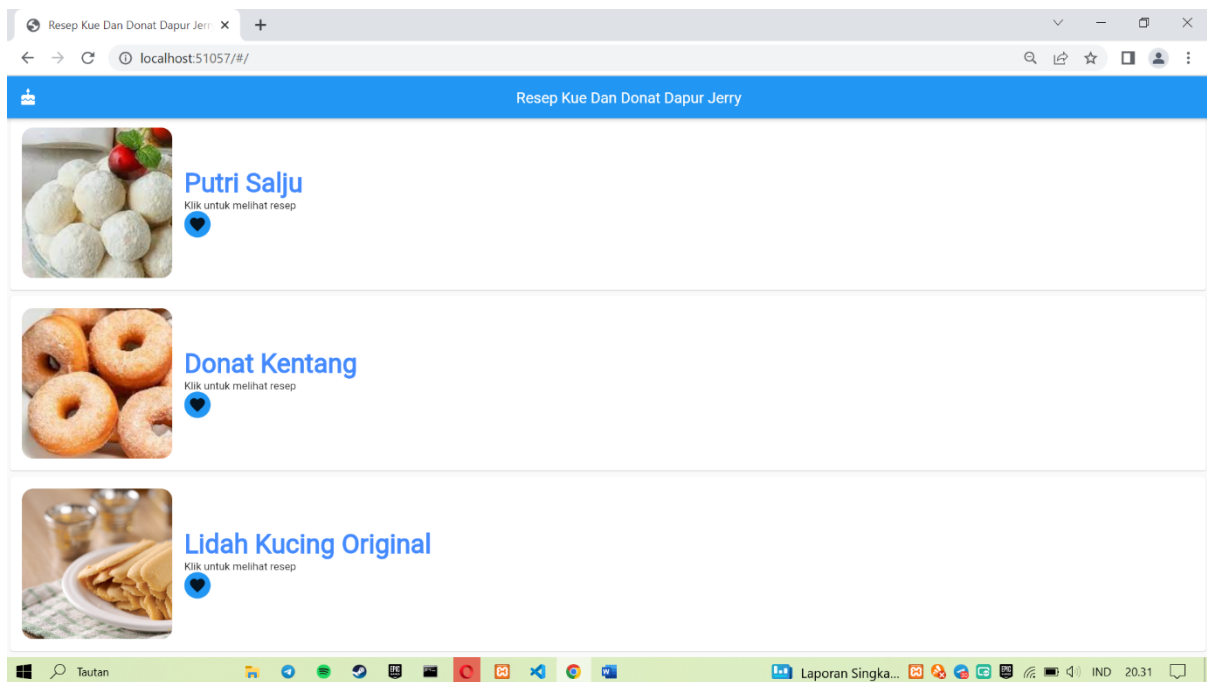 Resep Kue Dan Donat Dapur Jerr
localhost:51057/#/
Resep Kue Dan Donat Dapur Jerry
Putri Salju
Klik untuk melihat resep
Donat Kentang
Klik untuk melihat resep
Lidah Kucing Original
Klik untuk melihat resep
Tautan
Laporan Singka...
IND
20.31